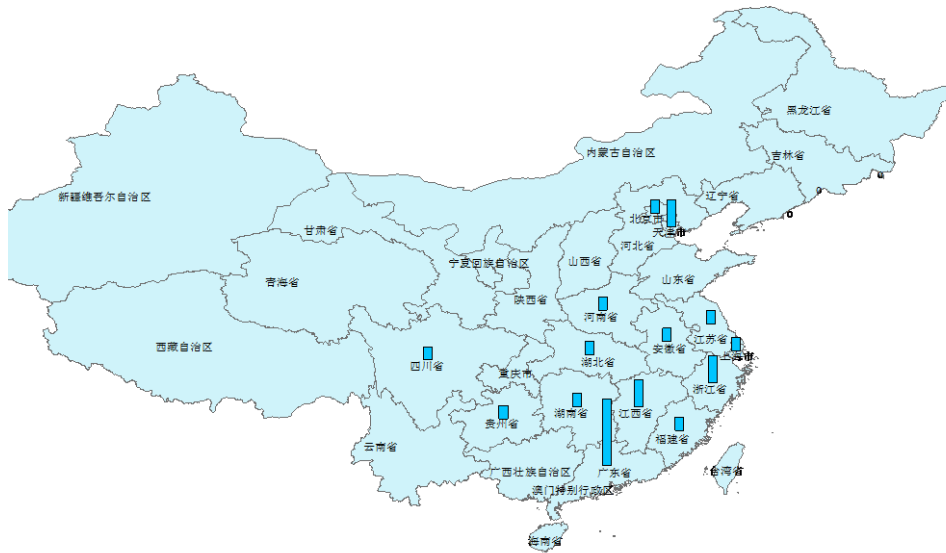 黑龙江省
内蒙古自治区
吉林省
新疆维吾尔自治区
辽宁省
北京市
甘肃省
天津市
河北省
宁夏回族自治区
山西省
青海省
山东省
陕西省
河南省
江苏省
西藏自治区
安徽省
上海市
四川省
湖北省
重庆市
浙江省
湖南省
江西省
贵州省
福建省
云南省
广西壮族自治区
广东省
台湾省
澳门特别行政区
海南省